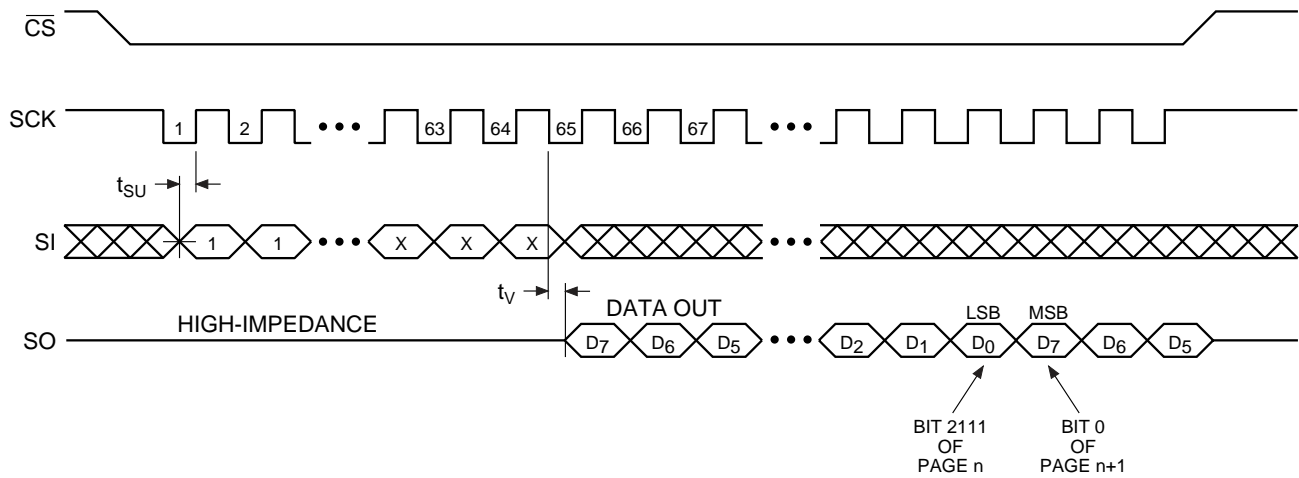 CS
SCK
1 2 • • • 63 64 65 66 67 • • •
tSU
SI
1 1 • • • X X X • • •
tV
SO
HIGH-IMPEDANCE
DATA OUT
LSB MSB
D7 D6 D5 • • • D2 D1 D0 D7 D6 D5
BIT 2111
OF
PAGE n
BIT 0
OF
PAGE n+1